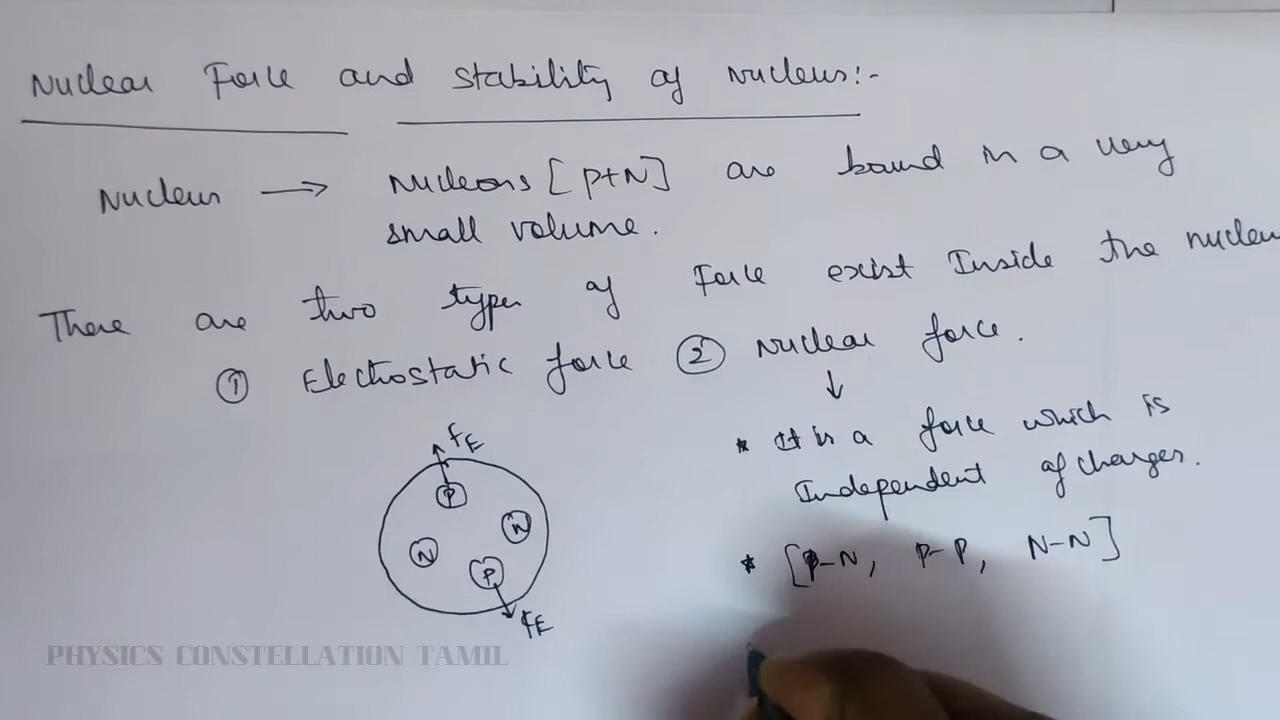 Nuclear Force and Stability of Nucleus:-
Nucleus → Nucleons [P+N] are bound in a very
small volume.
There are two types of Force exist Inside the nucleu
① Electrostatic force ② Nuclear force.
↓
* It is a force which is
Independent of charges.
* [P-N, P-P, N-N]
FE
P
N
N
P
FE
PHYSICS CONSTELLATION TAMIL